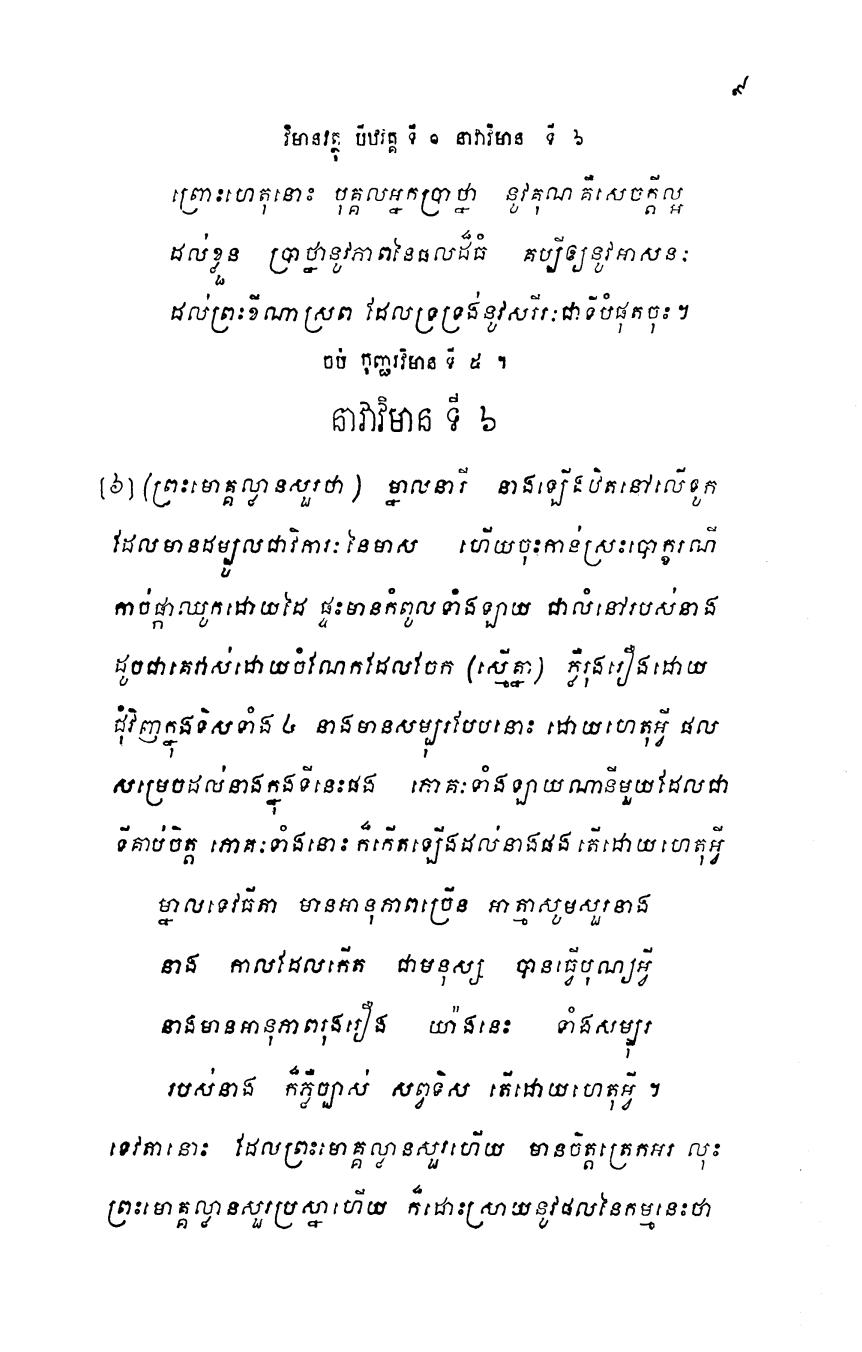 ៩
វិមានវត្ថុ បីឋវគ្គ ទី ១ នាវាវិមាន ទី ៦
ព្រោះហេតុនោះ បុគ្គលអ្នកប្រាថ្នា នូវគុណ គឺសេចក្តីល្អ
ដល់ខ្លួន ប្រាថ្នានូវភាពនៃផលដ៏ធំ គប្បីឲ្យនូវអាសនៈ
ដល់ព្រះខីណាស្រព ដែលទ្រទ្រង់នូវសរីរៈជាទីបំផុតចុះ។
ចប់ កុញ្ជរវិមាន ទី ៥ ។
នាវាវិមាន ទី ៦
[៦] (ព្រះមោគ្គល្លានសួរថា) ម្នាលនារី នាងឡើងឋិតនៅលើទូក
ដែលមានដម្បូលជាវិការៈនៃមាស ហើយចុះកាន់ស្រះបោក្ខរណី
កាច់ផ្កាឈូកដោយដៃ ផ្ទះមានកំពូលទាំងឡាយ ជាលំនៅរបស់នាង
ដូចជាគេវាស់ដោយចំណែកដែលចែក (ស្មើគ្នា) ភ្លឺរុងរឿងដោយ
ជុំវិញក្នុងទិសទាំង ៤ នាងមានសម្បុរបែបនោះ ដោយហេតុអ្វី ផល
សម្រេចដល់នាងក្នុងទីនេះផង ភោគៈទាំងឡាយណានីមួយដែលជា
ទីគាប់ចិត្ត ភោគៈទាំងនោះ ក៏កើតឡើងដល់នាងផង តើដោយហេតុអ្វី
ម្នាលទេវធីតា មានអានុភាពច្រើន អាត្មាសូមសួរនាង
នាង កាលដែលកើត ជាមនុស្ស បានធ្វើបុណ្យអ្វី
នាងមានអានុភាពរុងរឿង យ៉ាងនេះ ទាំងសម្បុរ
របស់នាង ក៏ភ្លឺច្បាស់ សព្វទិស តើដោយហេតុអ្វី ។
ទេវតានោះ ដែលព្រះមោគ្គល្លានសួរហើយ មានចិត្តត្រេកអរ លុះ
ព្រះមោគ្គល្លានសួរប្រស្នាហើយ ក៏ដោះស្រាយនូវផលនៃកម្មនេះថា